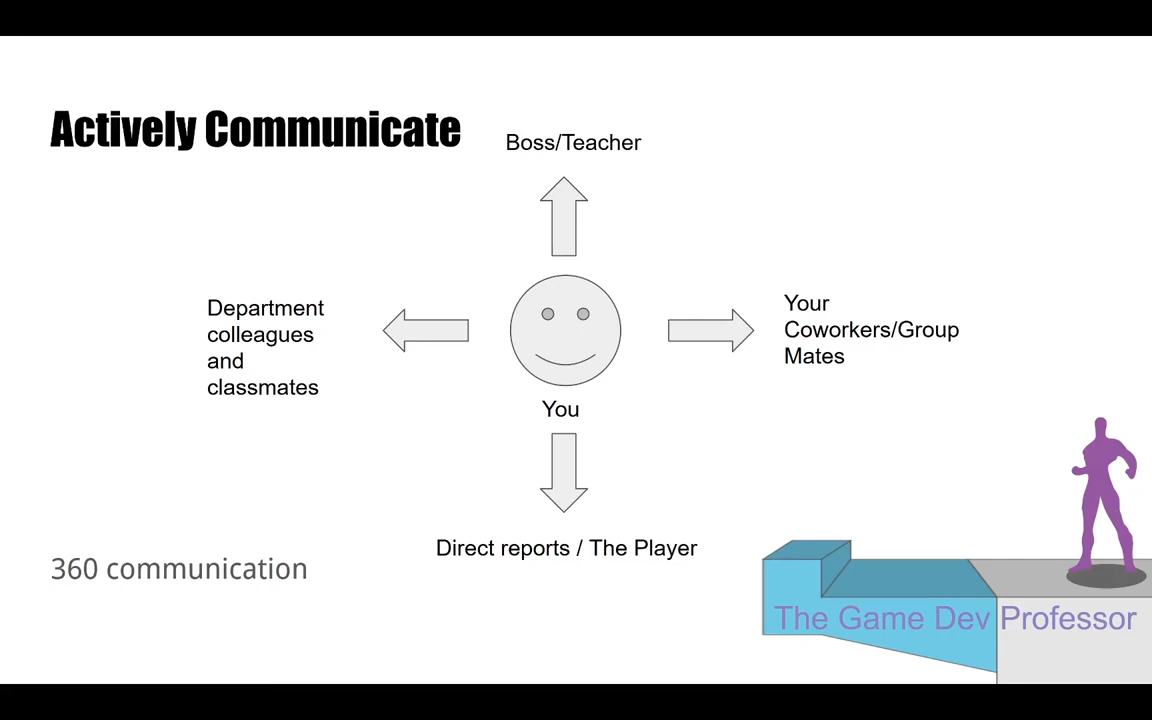 Actively Communicate
Boss/Teacher
Department
colleagues
and
classmates
Your
Coworkers/Group
Mates
You
Direct reports / The Player
360 communication
The Game Dev Professor